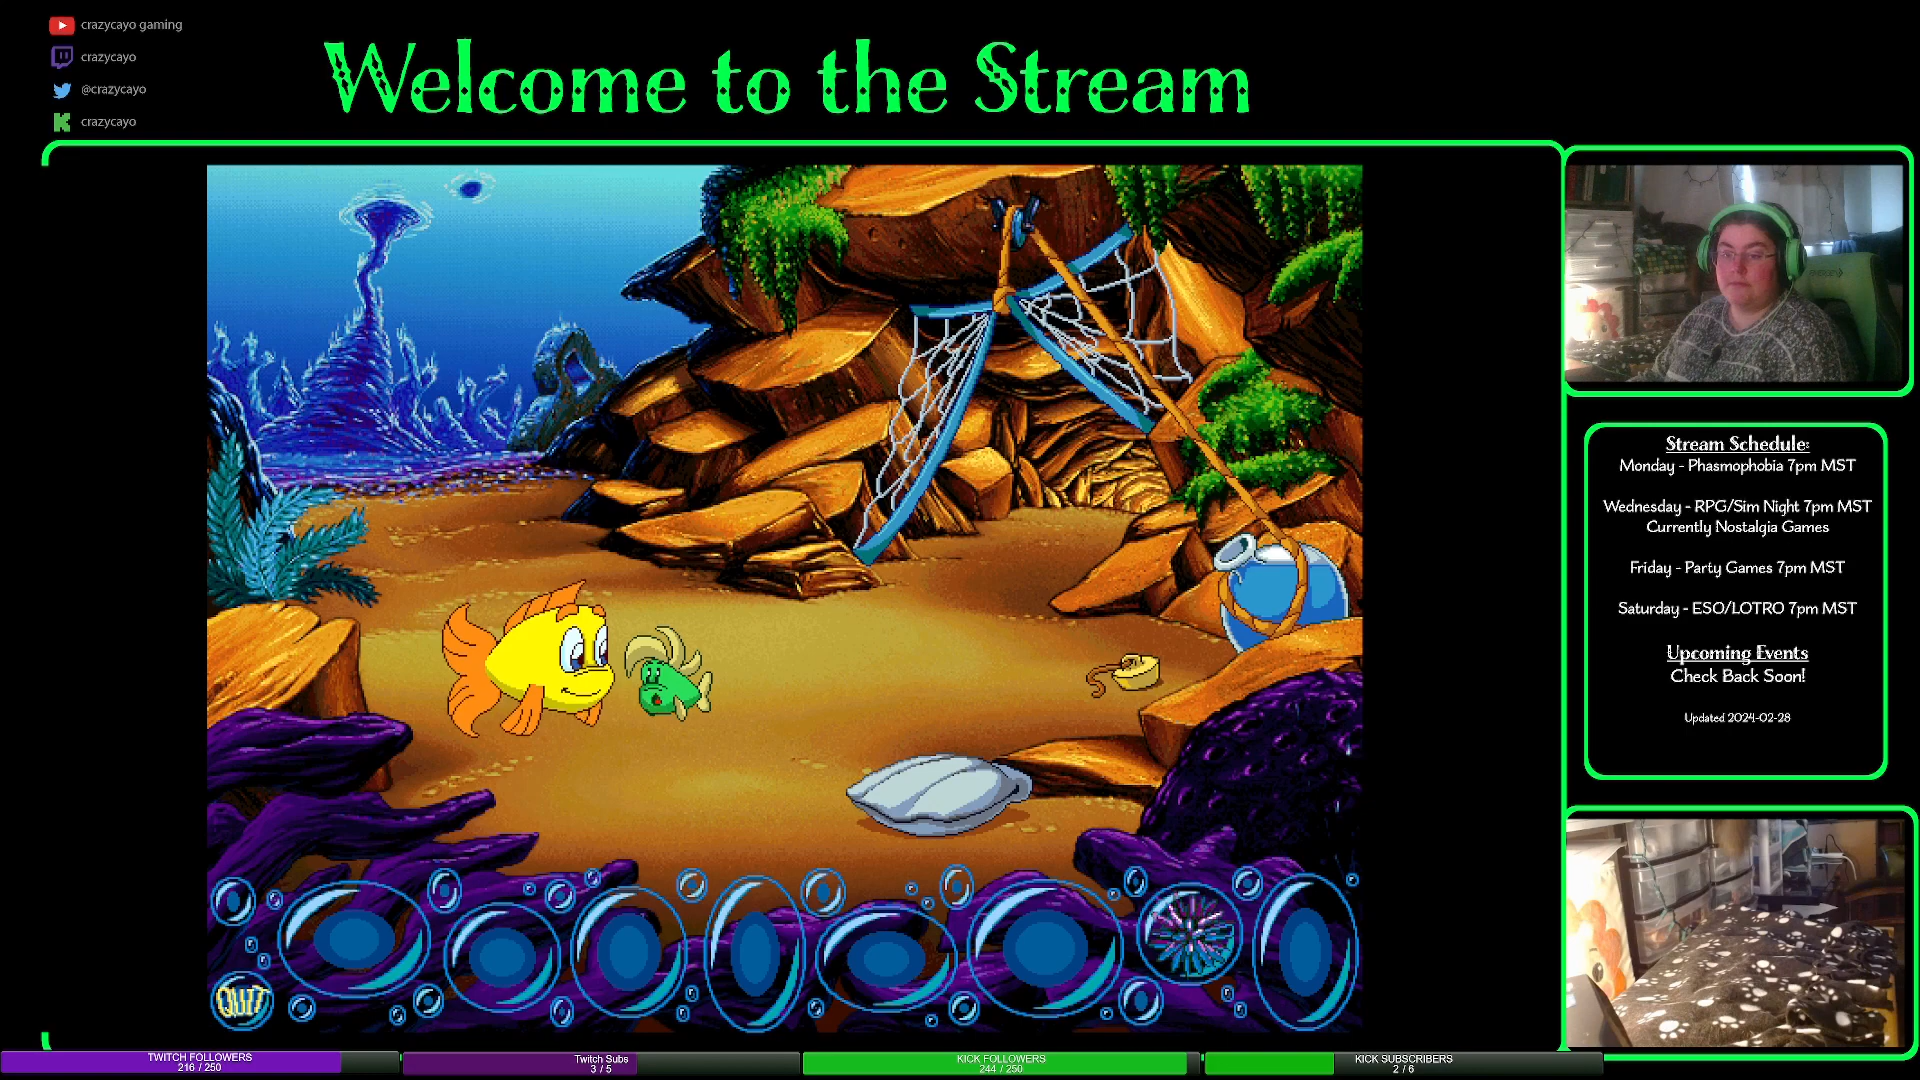 crazycayo gaming
crazycayo
@crazycayo
crazycayo
Welcome to the Stream
Stream Schedule:
Monday - Phasmophobia 7pm MST
Wednesday - RPG/Sim Night 7pm MST
Currently Nostalgia Games
Friday - Party Games 7pm MST
Saturday - ESO/LOTRO 7pm MST
Upcoming Events
Check Back Soon!
Updated 2024-02-28
QUIT
TWITCH FOLLOWERS
216 / 250
Twitch Subs
3 / 5
KICK FOLLOWERS
244 / 250
KICK SUBSCRIBERS
2 / 6